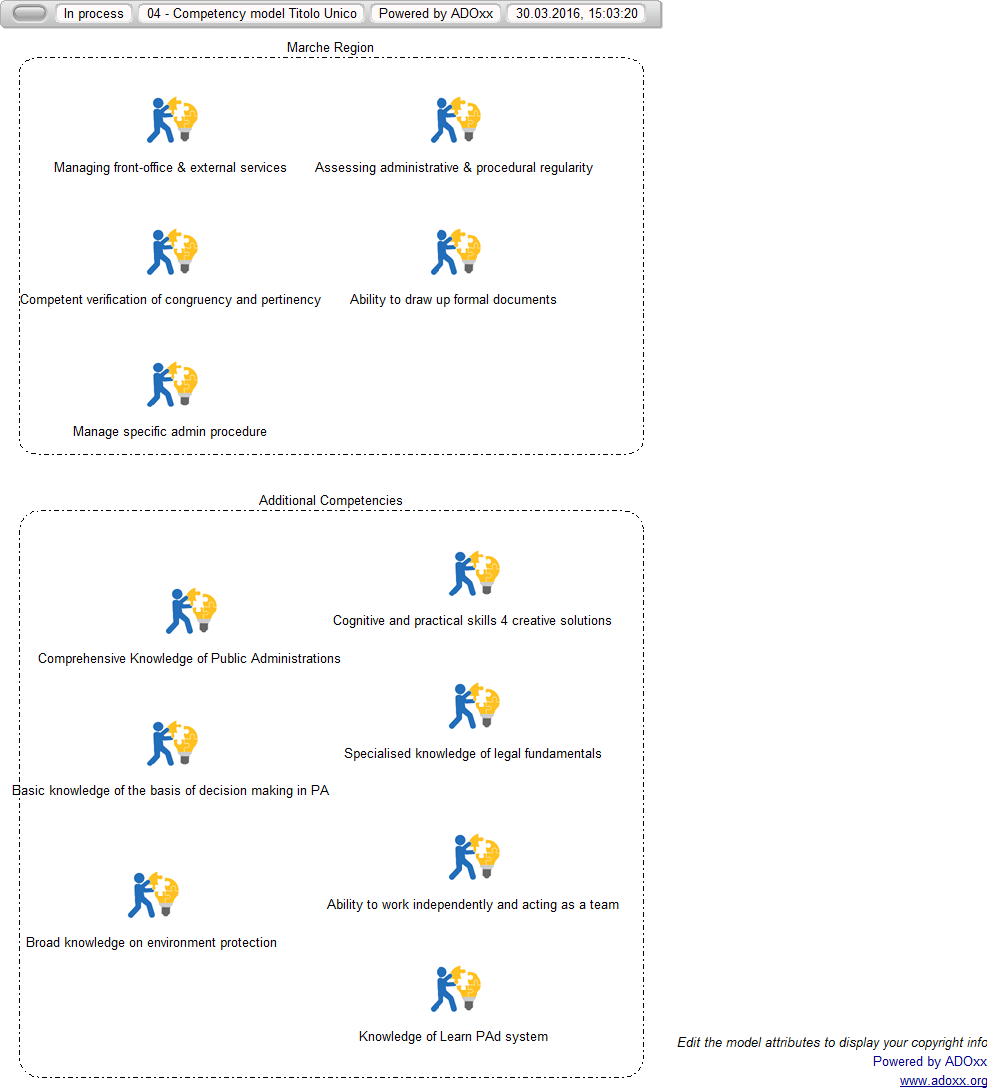 In process
04 - Competency model Titolo Unico
Powered by ADOxx
30.03.2016, 15:03:20
Marche Region
Managing front-office & external services
Assessing administrative & procedural regularity
Competent verification of congruency and pertinency
Ability to draw up formal documents
Manage specific admin procedure
Additional Competencies
Cognitive and practical skills 4 creative solutions
Comprehensive Knowledge of Public Administrations
Specialised knowledge of legal fundamentals
Basic knowledge of the basis of decision making in PA
Ability to work independently and acting as a team
Broad knowledge on environment protection
Knowledge of Learn PAd system
Edit the model attributes to display your copyright info
Powered by ADOxx
www.adoxx.org